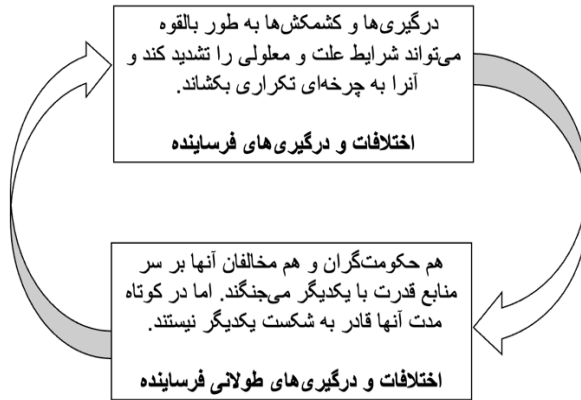 درگیری‌ها و کشمکش‌ها به طور بالقوه
می‌تواند شرایط علت و معلولی را تشدید کند و
آنرا به چرخه‌ای تکراری بکشاند.
اختلافات و درگیری‌های فرساینده
هم حکومت‌گران و هم مخالفان آنها بر سر
منابع قدرت با یکدیگر می‌جنگند. اما در کوتاه
مدت آنها قادر به شکست یکدیگر نیستند.
اختلافات و درگیری‌های طولانی فرساینده